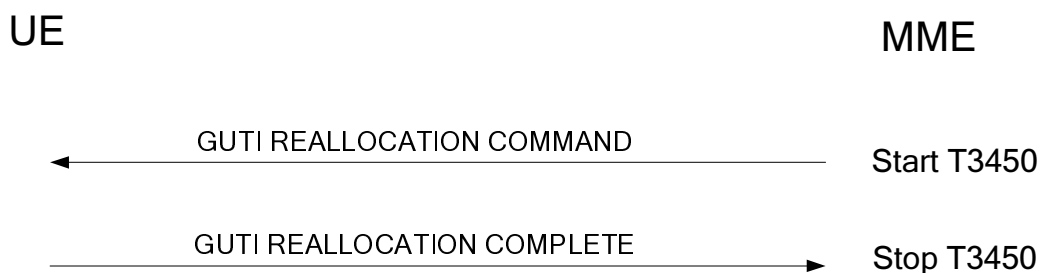 UE
MME
GUTI REALLOCATION COMMAND
Start T3450
GUTI REALLOCATION COMPLETE
Stop T3450